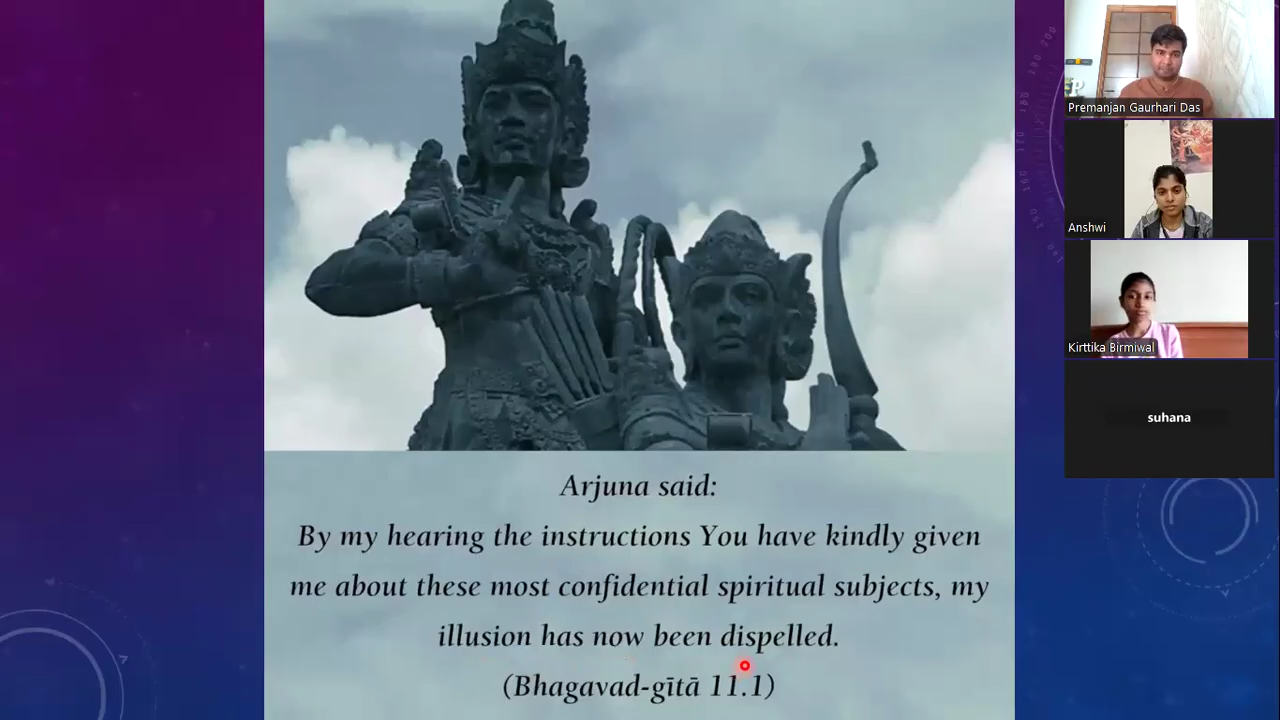 Arjuna said:
By my hearing the instructions You have kindly given
me about these most confidential spiritual subjects, my
illusion has now been dispelled.
(Bhagavad-gītā 11.1)
Premanjan Gaurhari Das
Anshwi
Kirttika Birmiwal
suhana